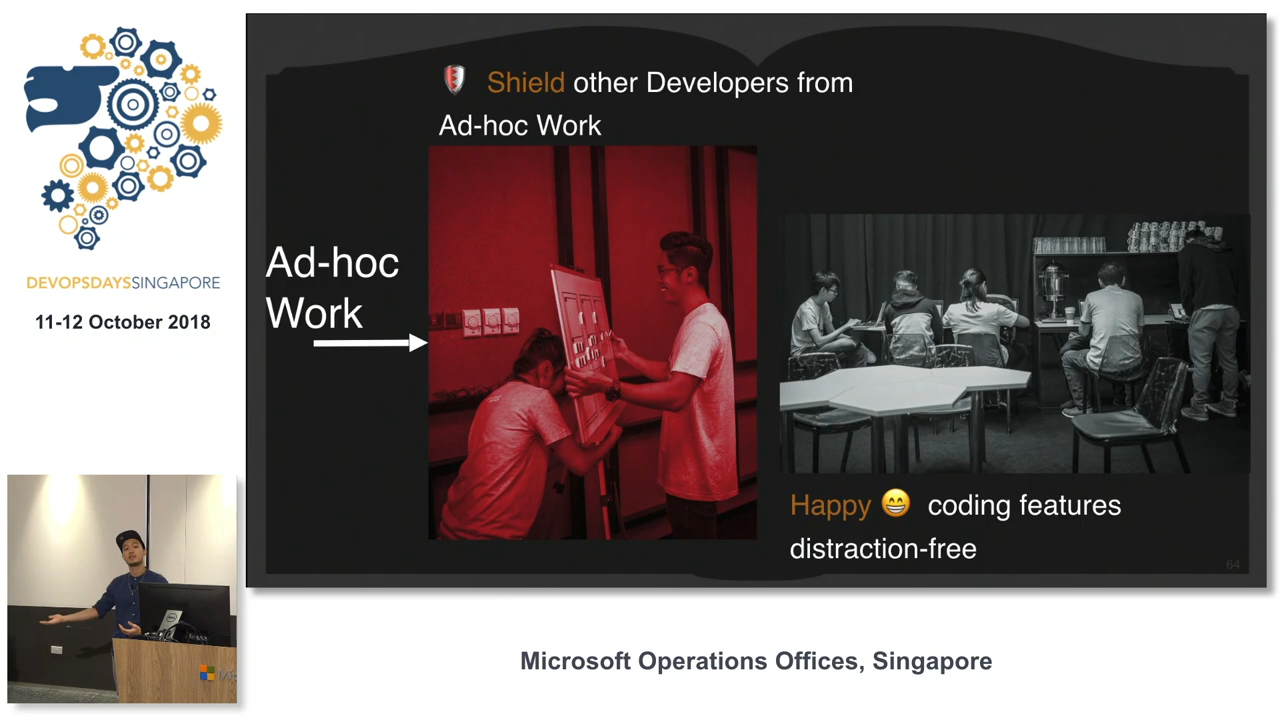 DEVOPSDAYSSINGAPORE
11-12 October 2018
Shield other Developers from
Ad-hoc Work
Ad-hoc
Work
Happy 😁 coding features
distraction-free
64
Microsoft Operations Offices, Singapore